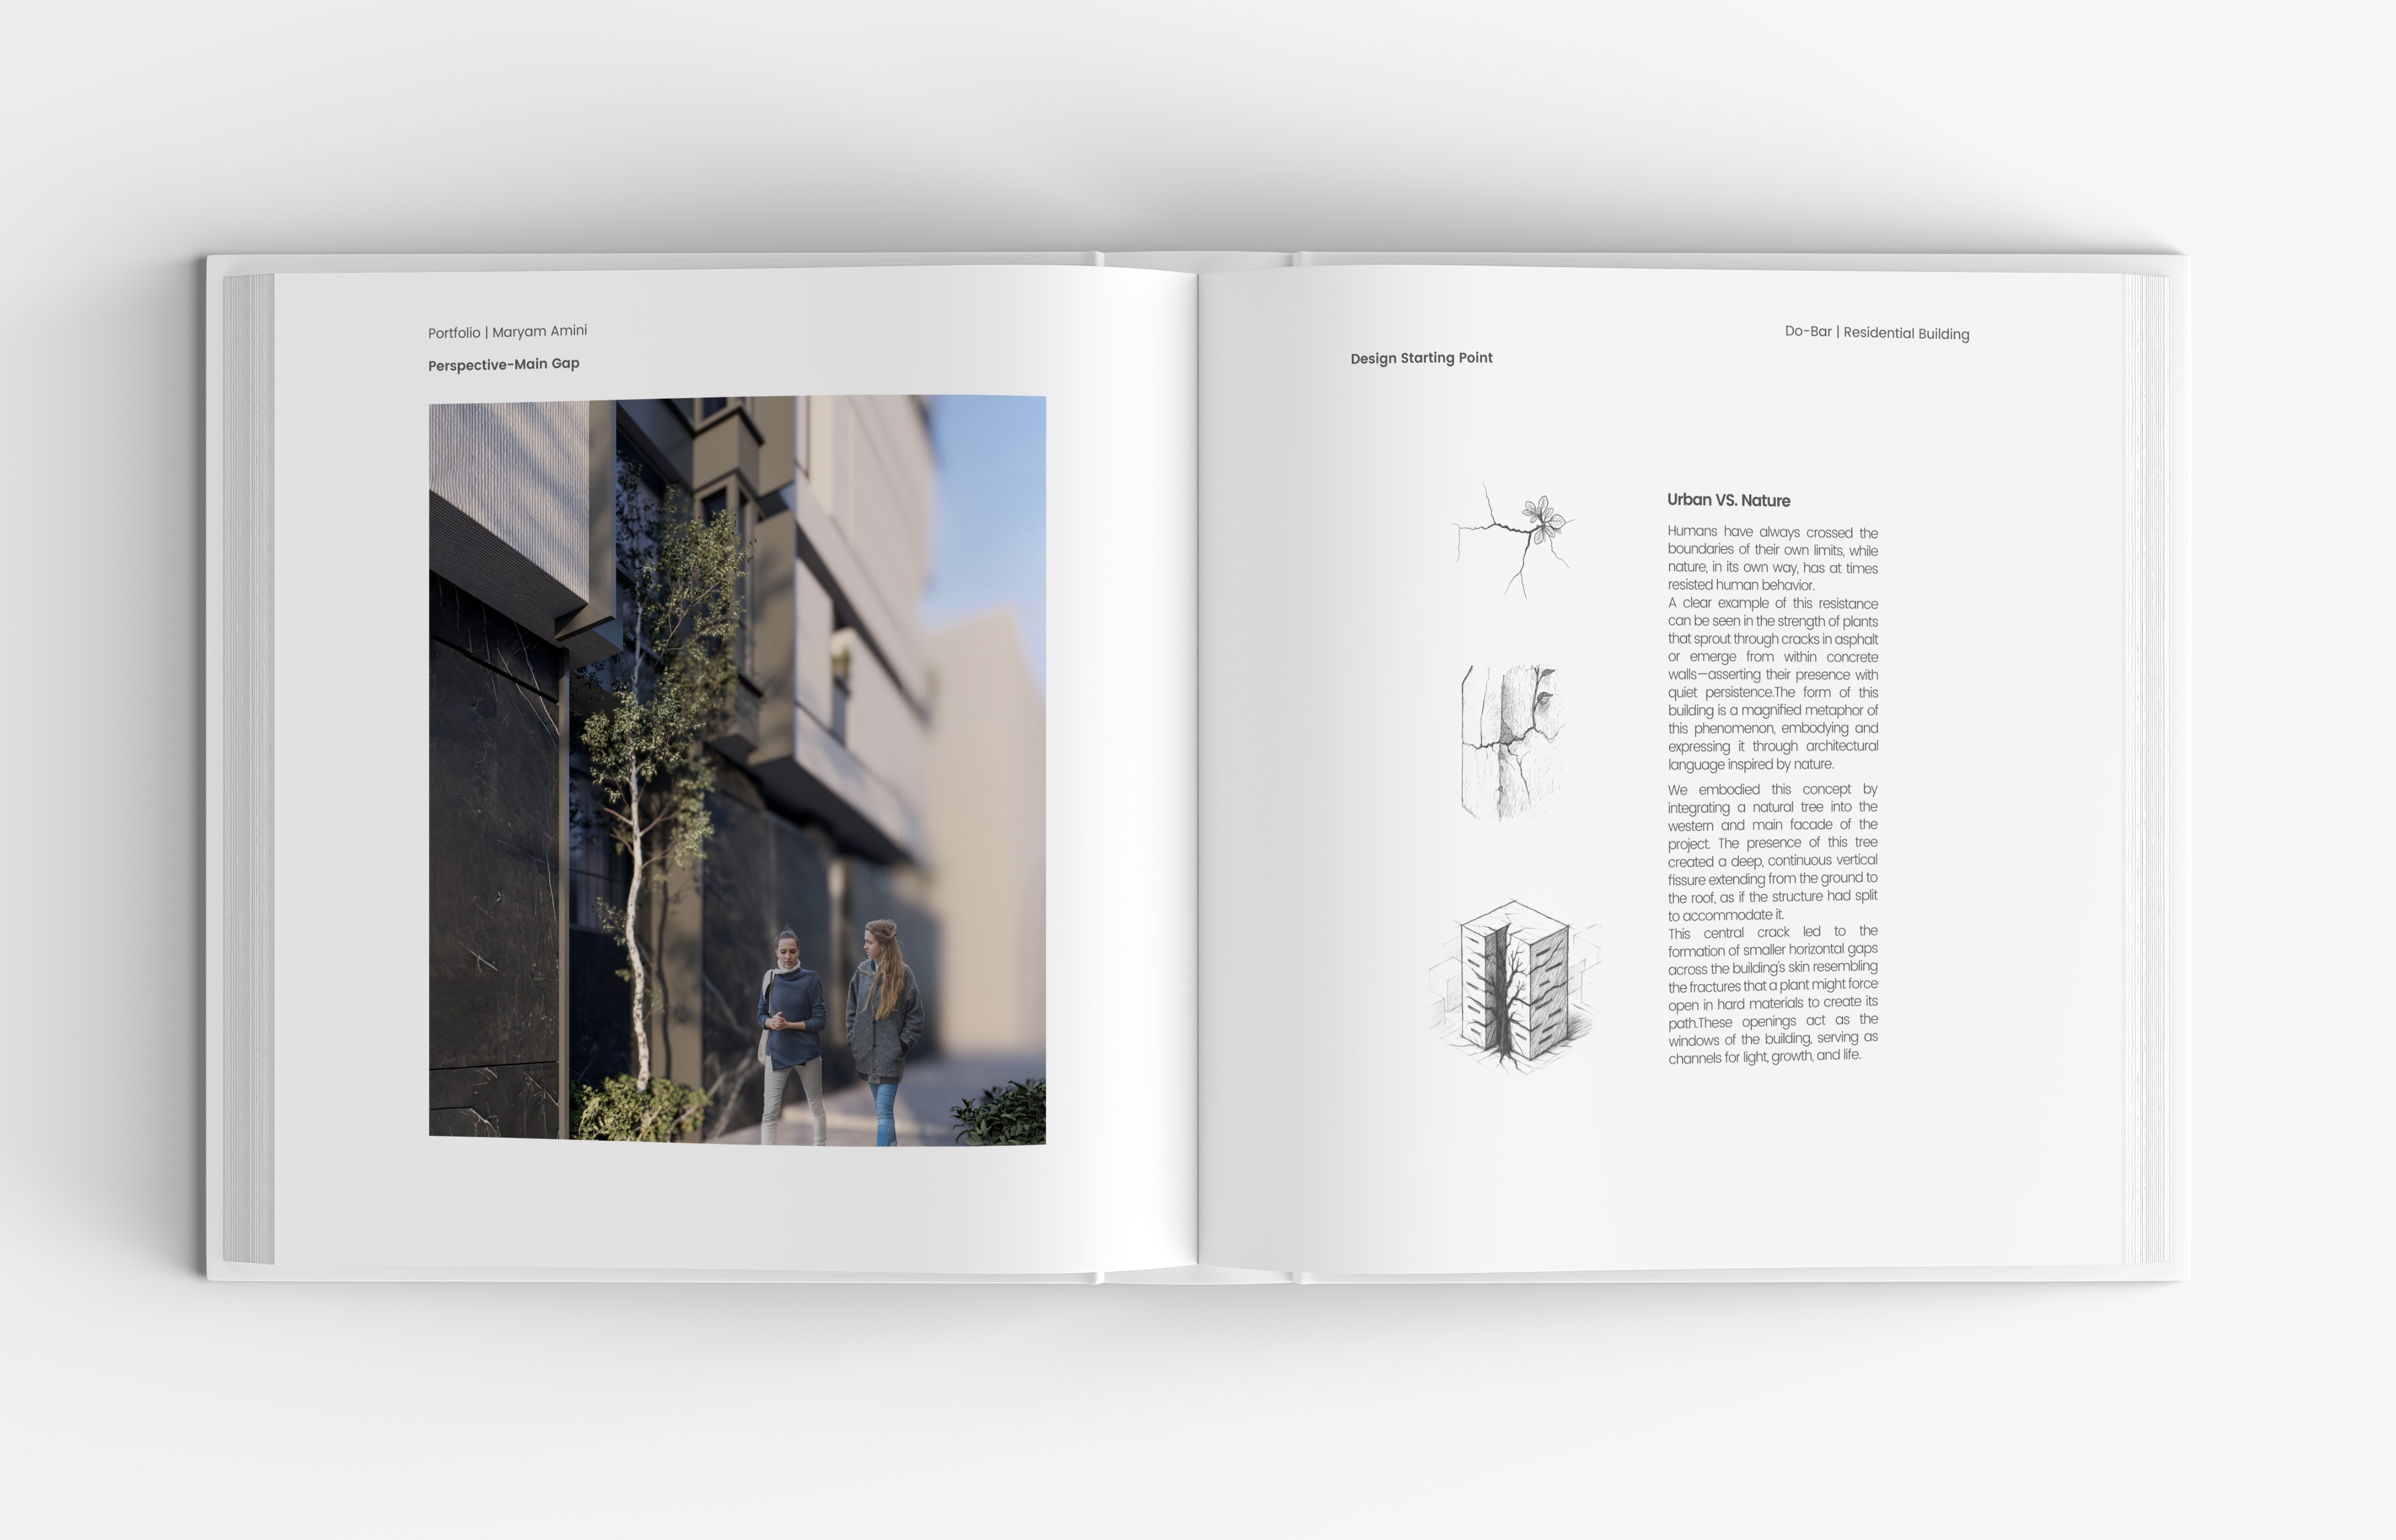 Portfolio | Maryam Amini
Perspective-Main Gap
Do-Bar | Residential Building
Design Starting Point
Urban VS. Nature
Humans have always crossed the
boundaries of their own limits, while
nature, in its own way, has at times
resisted human behavior.
A clear example of this resistance
can be seen in the strength of plants
that sprout through cracks in asphalt
or emerge from within concrete
walls—asserting their presence with
quiet persistence.The form of this
building is a magnified metaphor of
this phenomenon, embodying and
expressing it through architectural
language inspired by nature.
We embodied this concept by
integrating a natural tree into the
western and main facade of the
project. The presence of this tree
created a deep, continuous vertical
fissure extending from the ground to
the roof, as if the structure had split
to accommodate it.
This central crack led to the
formation of smaller horizontal gaps
across the building's skin resembling
the fractures that a plant might force
open in hard materials to create its
path.These openings act as the
windows of the building, serving as
channels for light, growth, and life.